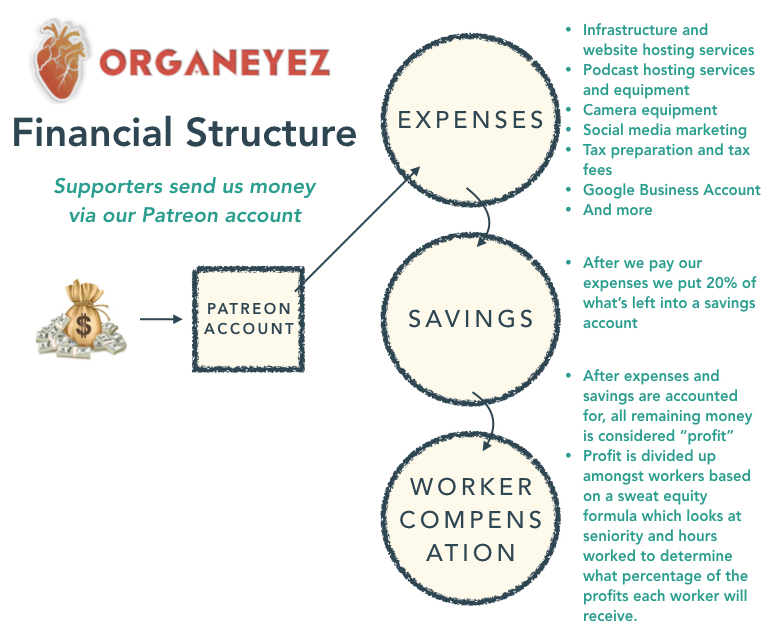 ORGANEYEZ
Financial Structure
Supporters send us money
via our Patreon account
$
PATREON
ACCOUNT
EXPENSES
• Infrastructure and
website hosting services
• Podcast hosting services
and equipment
• Camera equipment
• Social media marketing
• Tax preparation and tax
fees
• Google Business Account
• And more
SAVINGS
• After we pay our
expenses we put 20% of
what’s left into a savings
account
WORKER
COMPENS
ATION
• After expenses and
savings are accounted
for, all remaining money
is considered “profit”
• Profit is divided up
amongst workers based
on a sweat equity
formula which looks at
seniority and hours
worked to determine
what percentage of the
profits each worker will
receive.